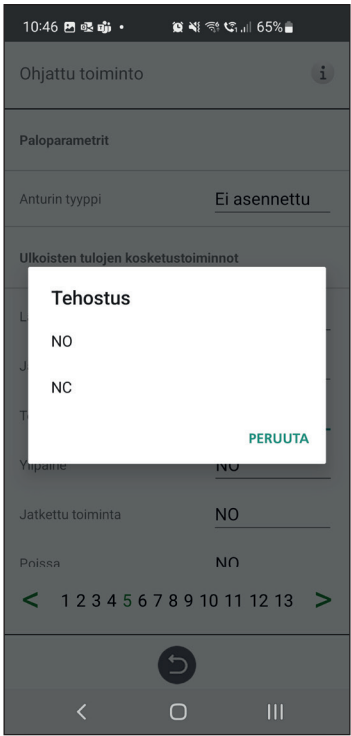 10:46 65%
Ohjattu toiminto i
Paloparametrit
Anturin tyyppi Ei asennettu
Ulkoisten tulojen kosketustoiminnot
Tehostus
NO
NC
PERUUTA
Ylipaine NO
Jatkettu toiminta NO
Poissa NO
< 1 2 3 4 5 6 7 8 9 10 11 12 13 >